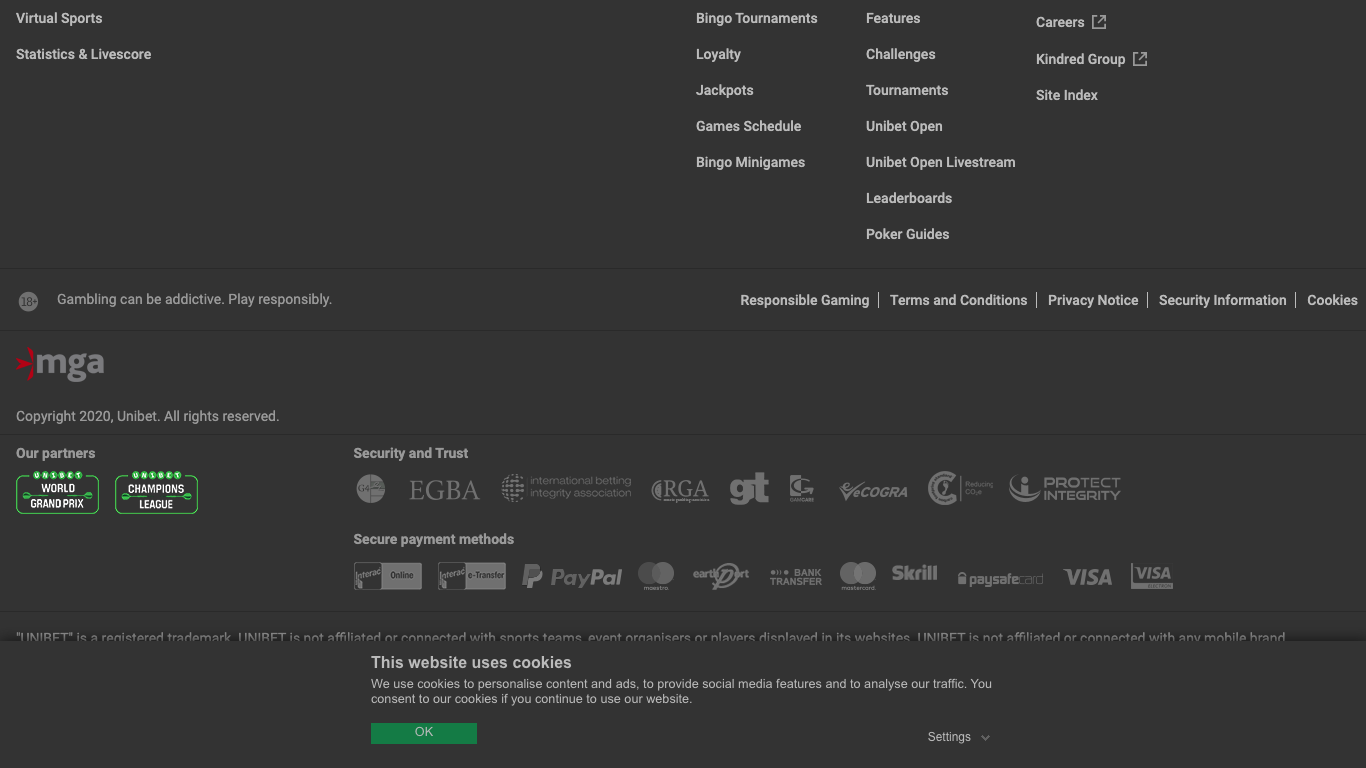 Virtual Sports
Statistics & Livescore
Bingo Tournaments
Loyalty
Jackpots
Games Schedule
Bingo Minigames
Features
Challenges
Tournaments
Unibet Open
Unibet Open Livestream
Leaderboards
Poker Guides
Careers
Kindred Group
Site Index
18+
Gambling can be addictive. Play responsibly.
Responsible Gaming
Terms and Conditions
Privacy Notice
Security Information
Cookies
mga
Copyright 2020, Unibet. All rights reserved.
Our partners
UNIBET
WORLD
GRAND PRIX
UNIBET
CHAMPIONS
LEAGUE
Security and Trust
G4
EGBA
international betting
integrity association
RGA
gt
eCOGRA
Reducing
CO2e
PROTECT
INTEGRITY
Secure payment methods
Interac Online
Interac e-Transfer
PayPal
maestro
earthport
BANK
TRANSFER
mastercard
Skrill
paysafecard
VISA
VISA
ELECTRON
"UNIBET" is a registered trademark. UNIBET is not affiliated or connected with sports teams, event organisers or players displayed in its websites. UNIBET is not affiliated or connected with any mobile brand.
This website uses cookies
We use cookies to personalise content and ads, to provide social media features and to analyse our traffic. You
consent to our cookies if you continue to use our website.
OK
Settings